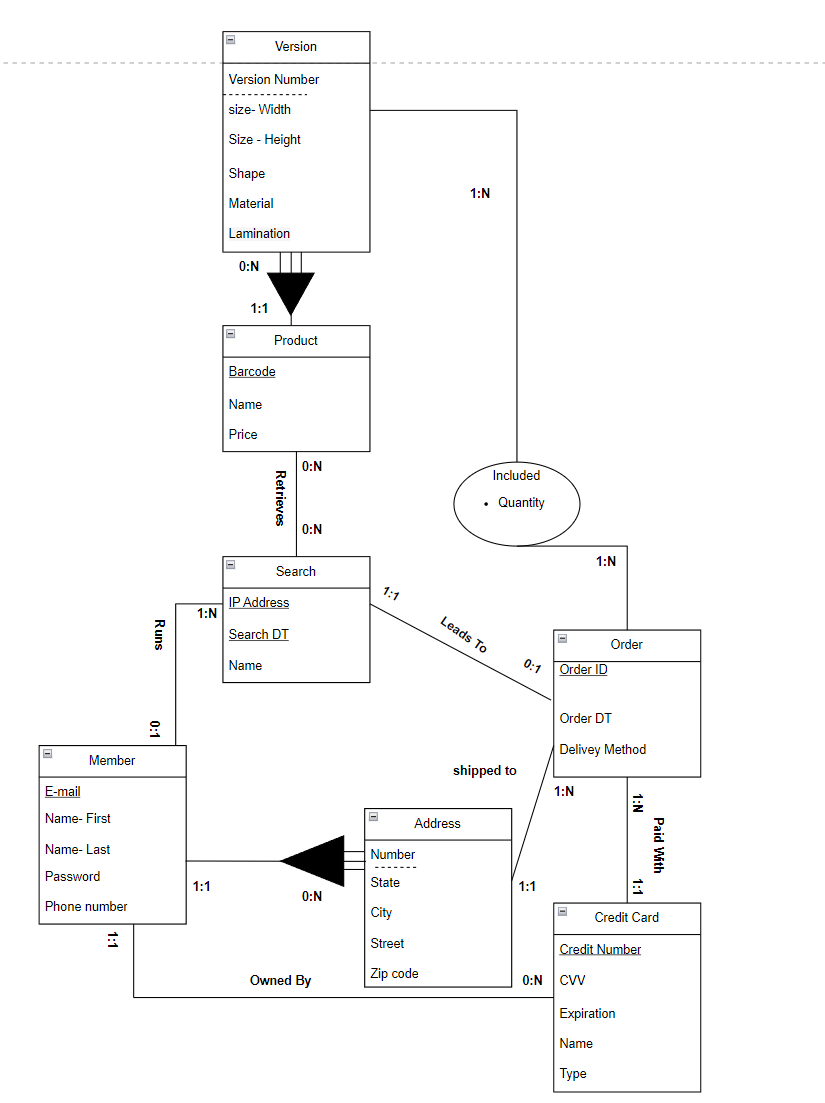 Version
Version Number
size- Width
Size - Height
Shape
Material
Lamination
1:N
0:N
1:1
Product
Barcode
Name
Price
0:N
Retrieves
0:N
Included
• Quantity
1:N
Search
IP Address
Search DT
Name
1:N
Runs
0:1
1:1
Leads To
0:1
Order
Order ID
Order DT
Delivey Method
shipped to
1:N
1:1
1:N
Paid With
1:1
Member
E-mail
Name- First
Name- Last
Password
Phone number
1:1
0:N
Address
Number
State
City
Street
Zip code
1:1
Owned By
0:N
Credit Card
Credit Number
CVV
Expiration
Name
Type